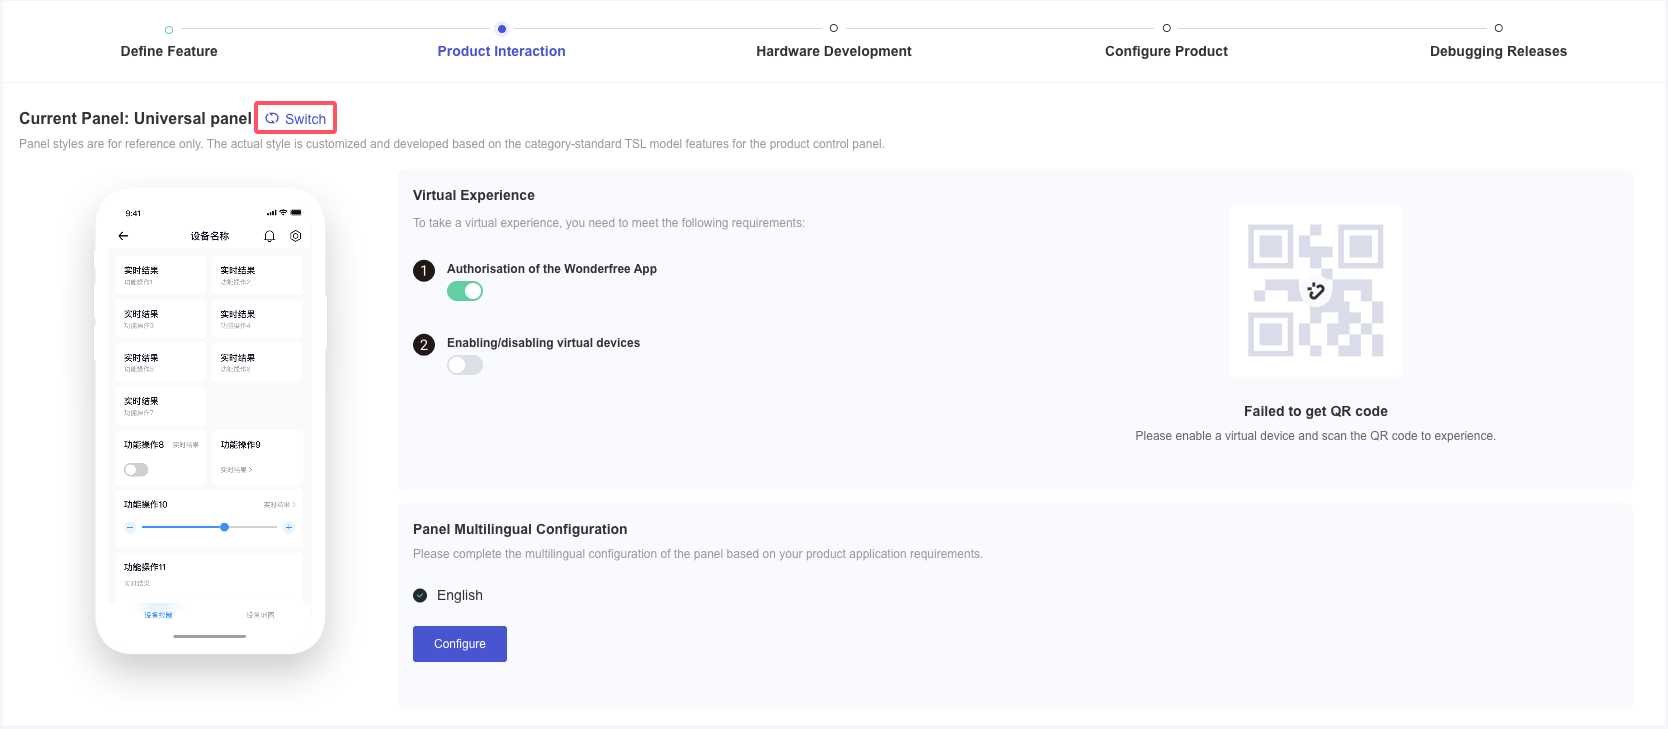 Define Feature
Product Interaction
Hardware Development
Configure Product
Debugging Releases
Current Panel: Universal panel
Switch
Panel styles are for reference only. The actual style is customized and developed based on the category-standard TSL model features for the product control panel.
9:41
设备名称
实时结果
功能操作1
实时结果
功能操作2
实时结果
功能操作3
实时结果
功能操作4
实时结果
功能操作5
实时结果
功能操作6
实时结果
功能操作7
功能操作8 实时结果
功能操作9
实时结果
功能操作10
实时结果
功能操作11
实时结果
设备控制
设备地图
Virtual Experience
To take a virtual experience, you need to meet the following requirements:
1 Authorisation of the Wonderfree App
2 Enabling/disabling virtual devices
Failed to get QR code
Please enable a virtual device and scan the QR code to experience.
Panel Multilingual Configuration
Please complete the multilingual configuration of the panel based on your product application requirements.
English
Configure